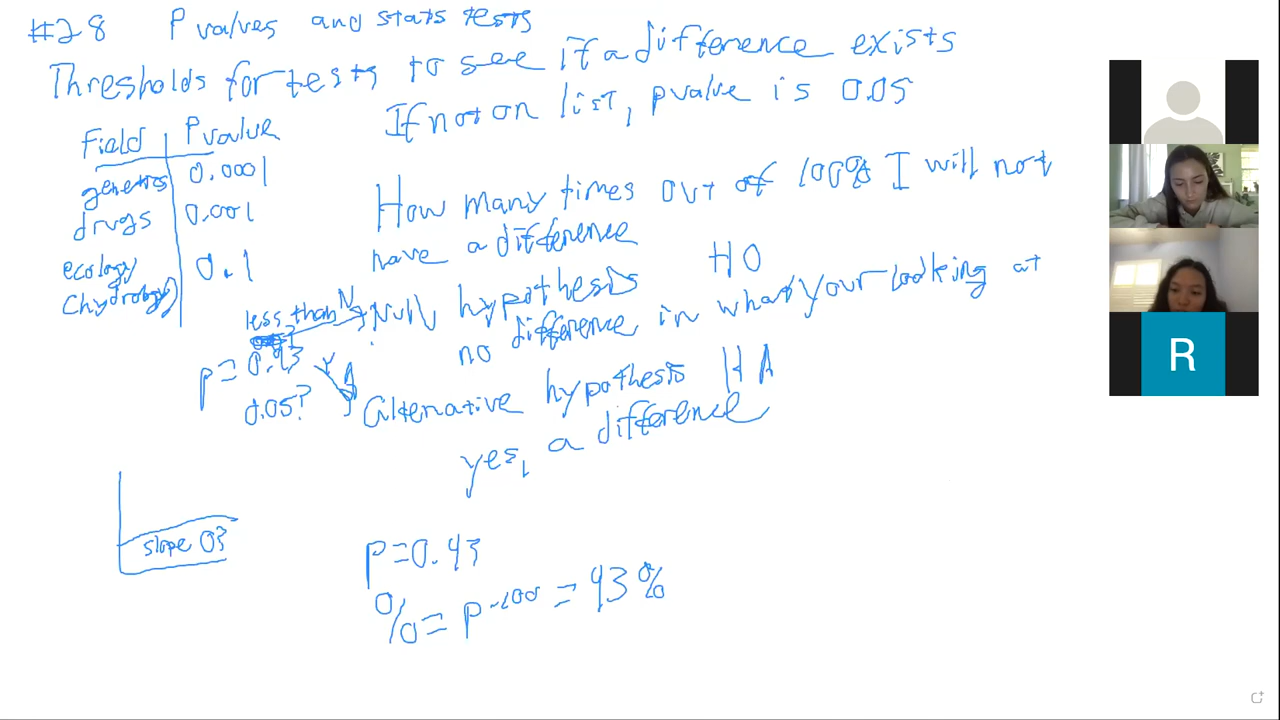 #28 P values and stats tests
Thresholds for tests to see if a difference exists
If not on list, pvalue is 0.05
Field Pvalue
genetics 0.0001
drugs 0.001
ecology 0.1
(hydrology)
How many times out of 100% I will not
have a difference
Null hypothesis H0
no difference in what your looking at
less than N
p=0.43 Y
0.05?
alternative hypothesis HA
yes, a difference
slope 03
p=0.43
%=p·100=43%
R